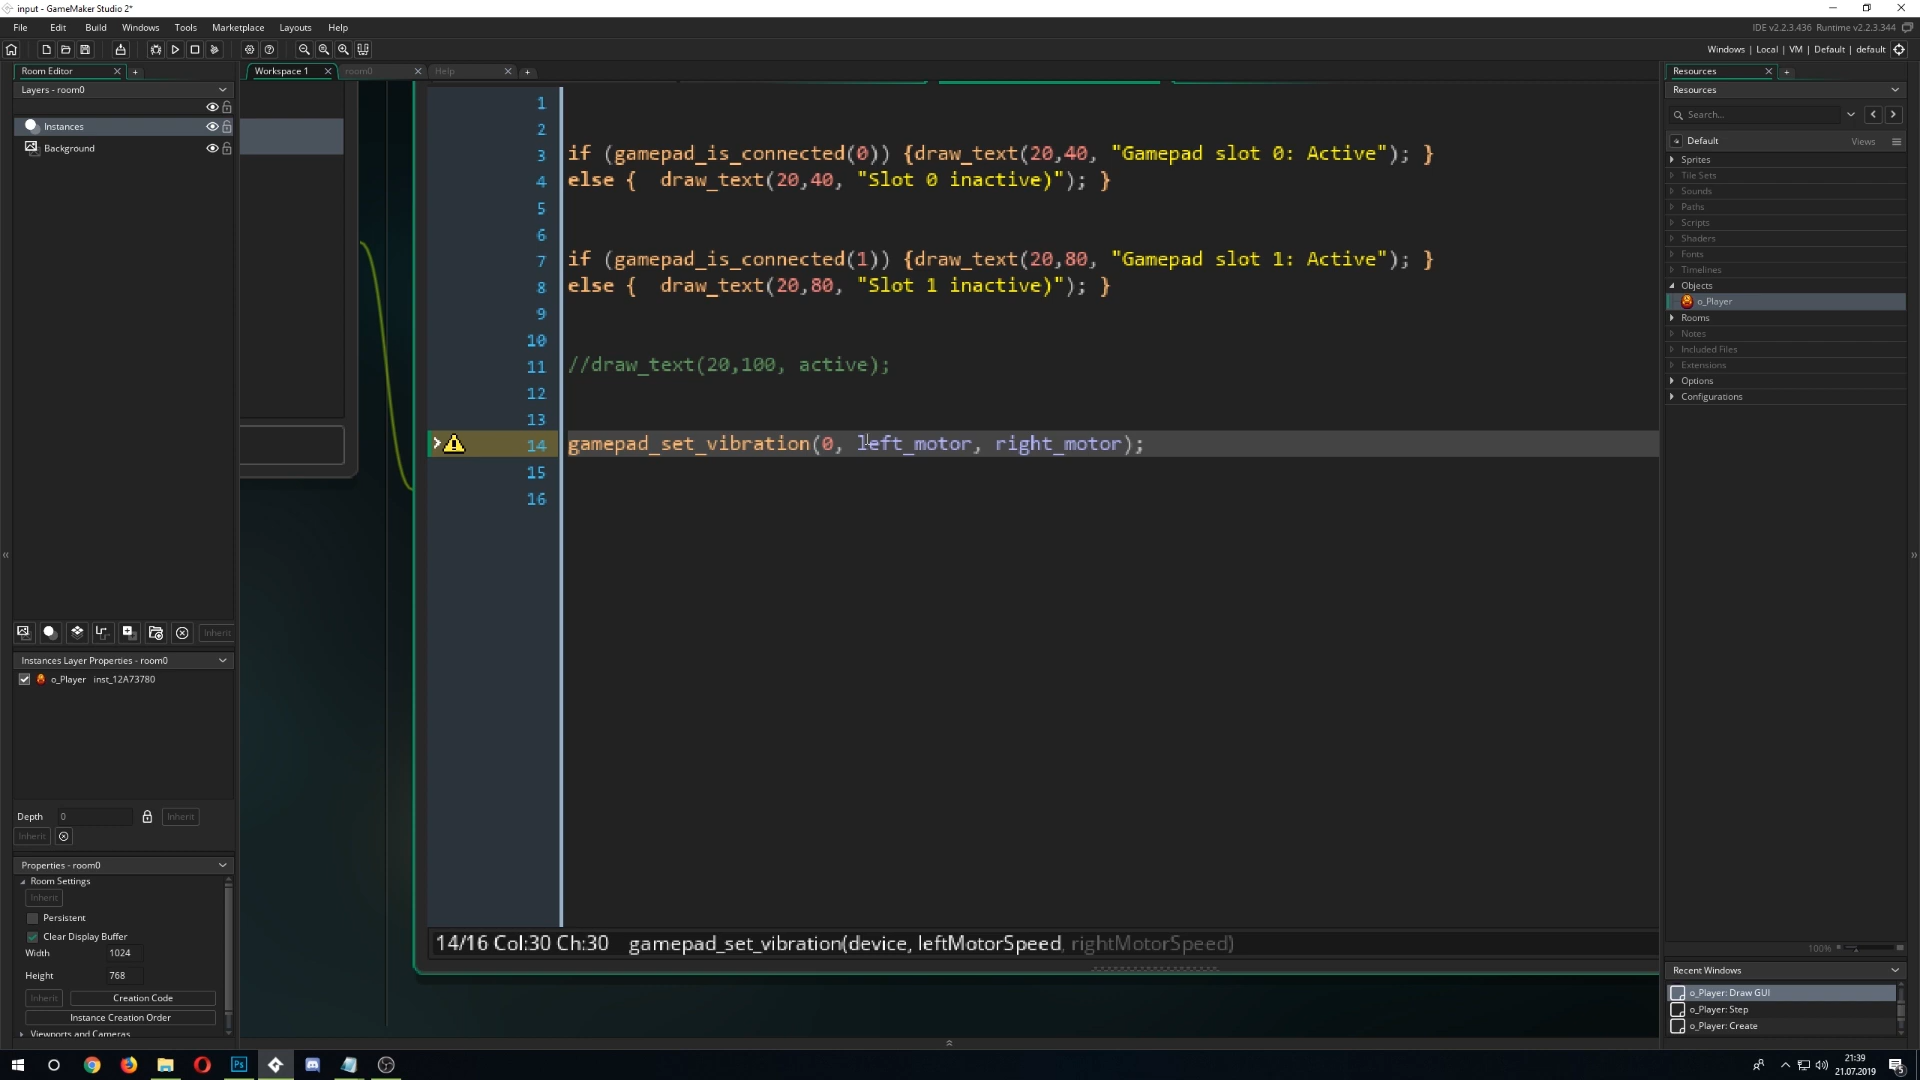 input - GameMaker Studio 2*
File Edit Build Windows Tools Marketplace Layouts Help
IDE v2.2.3.436 Runtime v2.2.3.344
Windows | Local | VM | Default | default
Room Editor
Workspace 1
room0
Help
Resources
Layers - room0
Instances
Background
Resources
Search...
Default
Views
Sprites
Tile Sets
Sounds
Paths
Scripts
Shaders
Fonts
Timelines
Objects
o_Player
Rooms
Notes
Included Files
Extensions
Options
Configurations
1
2
3 if (gamepad_is_connected(0)) {draw_text(20,40, "Gamepad slot 0: Active"); }
4 else {  draw_text(20,40, "Slot 0 inactive)"); }
5
6
7 if (gamepad_is_connected(1)) {draw_text(20,80, "Gamepad slot 1: Active"); }
8 else {  draw_text(20,80, "Slot 1 inactive)"); }
9
10
11 //draw_text(20,100, active);
12
13
14 gamepad_set_vibration(0, left_motor, right_motor);
15
16
14/16 Col:30 Ch:30 gamepad_set_vibration(device, leftMotorSpeed, rightMotorSpeed)
Inherit
Instances Layer Properties - room0
o_Player inst_12A73780
Depth 0 Inherit
Inherit
Properties - room0
Room Settings
Inherit
Persistent
Clear Display Buffer
Width 1024
Height 768
Inherit Creation Code
Instance Creation Order
Viewports and Cameras
100%
Recent Windows
o_Player: Draw GUI
o_Player: Step
o_Player: Create
Ps
21:39
21.07.2019
5